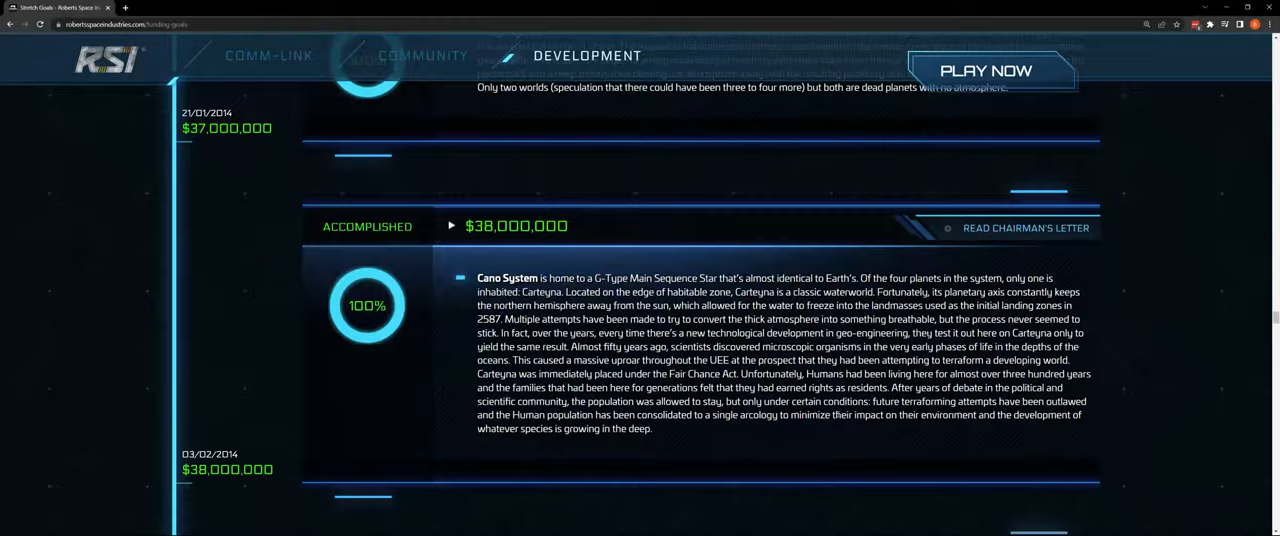 Stretch Goals - Roberts Space In
robertsspaceindustries.com/funding-goals
RSI
COMM-LINK
COMMUNITY
DEVELOPMENT
PLAY NOW
Only two worlds (speculation that there could have been three to four more) but both are dead planets with no atmosphere.
21/01/2014
$37,000,000
ACCOMPLISHED
$38,000,000
READ CHAIRMAN'S LETTER
100%
Cano System is home to a G-Type Main Sequence Star that's almost identical to Earth's. Of the four planets in the system, only one is
inhabited: Carteyna. Located on the edge of habitable zone, Carteyna is a classic waterworld. Fortunately, its planetary axis constantly keeps
the northern hemisphere away from the sun, which allowed for the water to freeze into the landmasses used as the initial landing zones in
2587. Multiple attempts have been made to try to convert the thick atmosphere into something breathable, but the process never seemed to
stick. In fact, over the years, every time there's a new technological development in geo-engineering, they test it out here on Carteyna only to
yield the same result. Almost fifty years ago, scientists discovered microscopic organisms in the very early phases of life in the depths of the
oceans. This caused a massive uproar throughout the UEE at the prospect that they had been attempting to terraform a developing world.
Carteyna was immediately placed under the Fair Chance Act. Unfortunately, Humans had been living here for almost over three hundred years
and the families that had been here for generations felt that they had earned rights as residents. After years of debate in the political and
scientific community, the population was allowed to stay, but only under certain conditions: future terraforming attempts have been outlawed
and the Human population has been consolidated to a single arcology to minimize their impact on their environment and the development of
whatever species is growing in the deep.
03/02/2014
$38,000,000